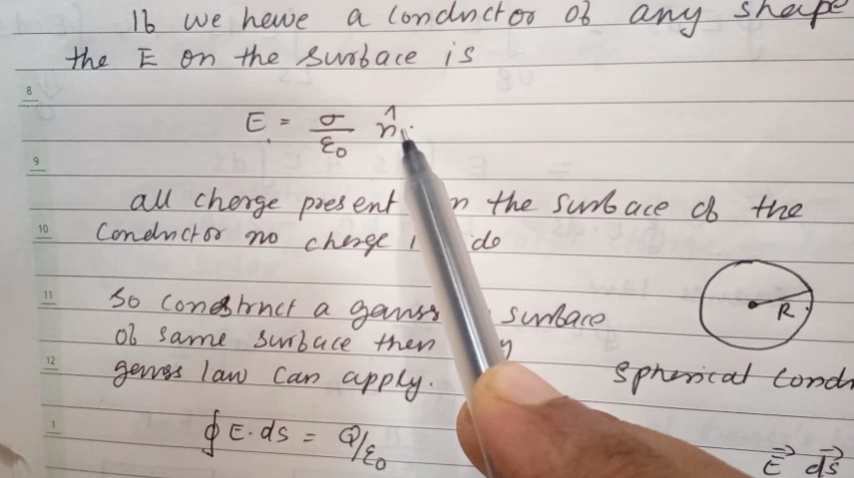 If we have a conductor of any shape
the E on the surface is
8
E = σ/ε0 n̂.
9
all charge present n the surface of the
10
conductor no charge i de
11
so construct a gauss surface
R
of same surface then y
12
gauss law can apply.
spherical cond
1
∮ E·ds = Q/ε0
E⃗ ds⃗